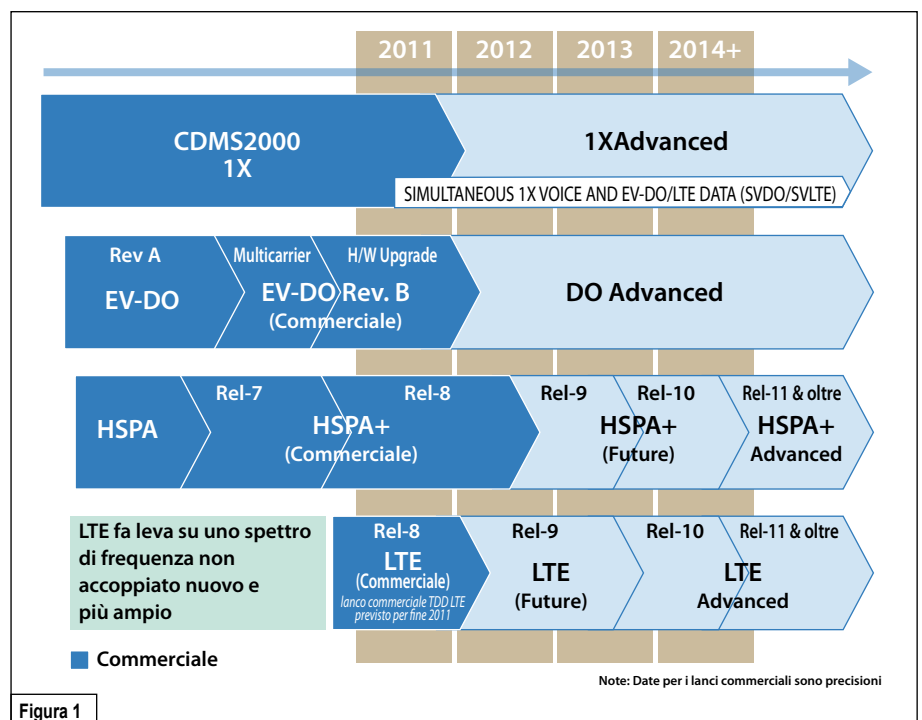 2011 2012 2013 2014+
CDMS2000
1X
1XAdvanced
SIMULTANEOUS 1X VOICE AND EV-DO/LTE DATA (SVDO/SVLTE)
Rev A
EV-DO
Multicarrier
H/W Upgrade
EV-DO Rev. B
(Commerciale)
DO Advanced
HSPA
Rel-7
Rel-8
HSPA+
(Commerciale)
Rel-9
Rel-10
HSPA+
(Future)
Rel-11 & oltre
HSPA+
Advanced
LTE fa leva su uno spettro
di frequenza non
accoppiato nuovo e
più ampio
Rel-8
LTE
(Commerciale)
lanco commerciale TDD LTE
previsto per fine 2011
Rel-9
LTE
(Future)
Rel-10
Rel-11 & oltre
LTE
Advanced
Commerciale
Note: Date per i lanci commerciali sono precisioni
Figura 1